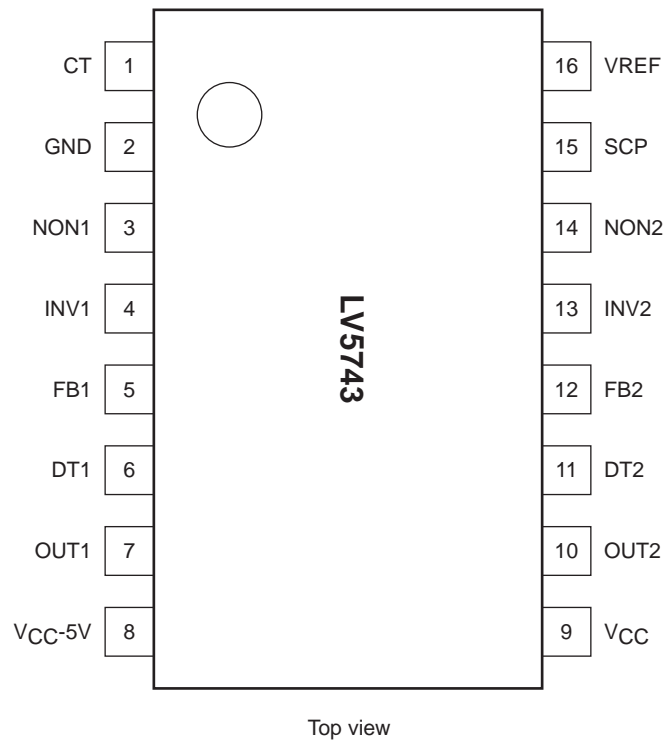 CT 1 16 VREF
GND 2 15 SCP
NON1 3 14 NON2
INV1 4 13 INV2
LV5743
FB1 5 12 FB2
DT1 6 11 DT2
OUT1 7 10 OUT2
VCC-5V 8 9 VCC
Top view